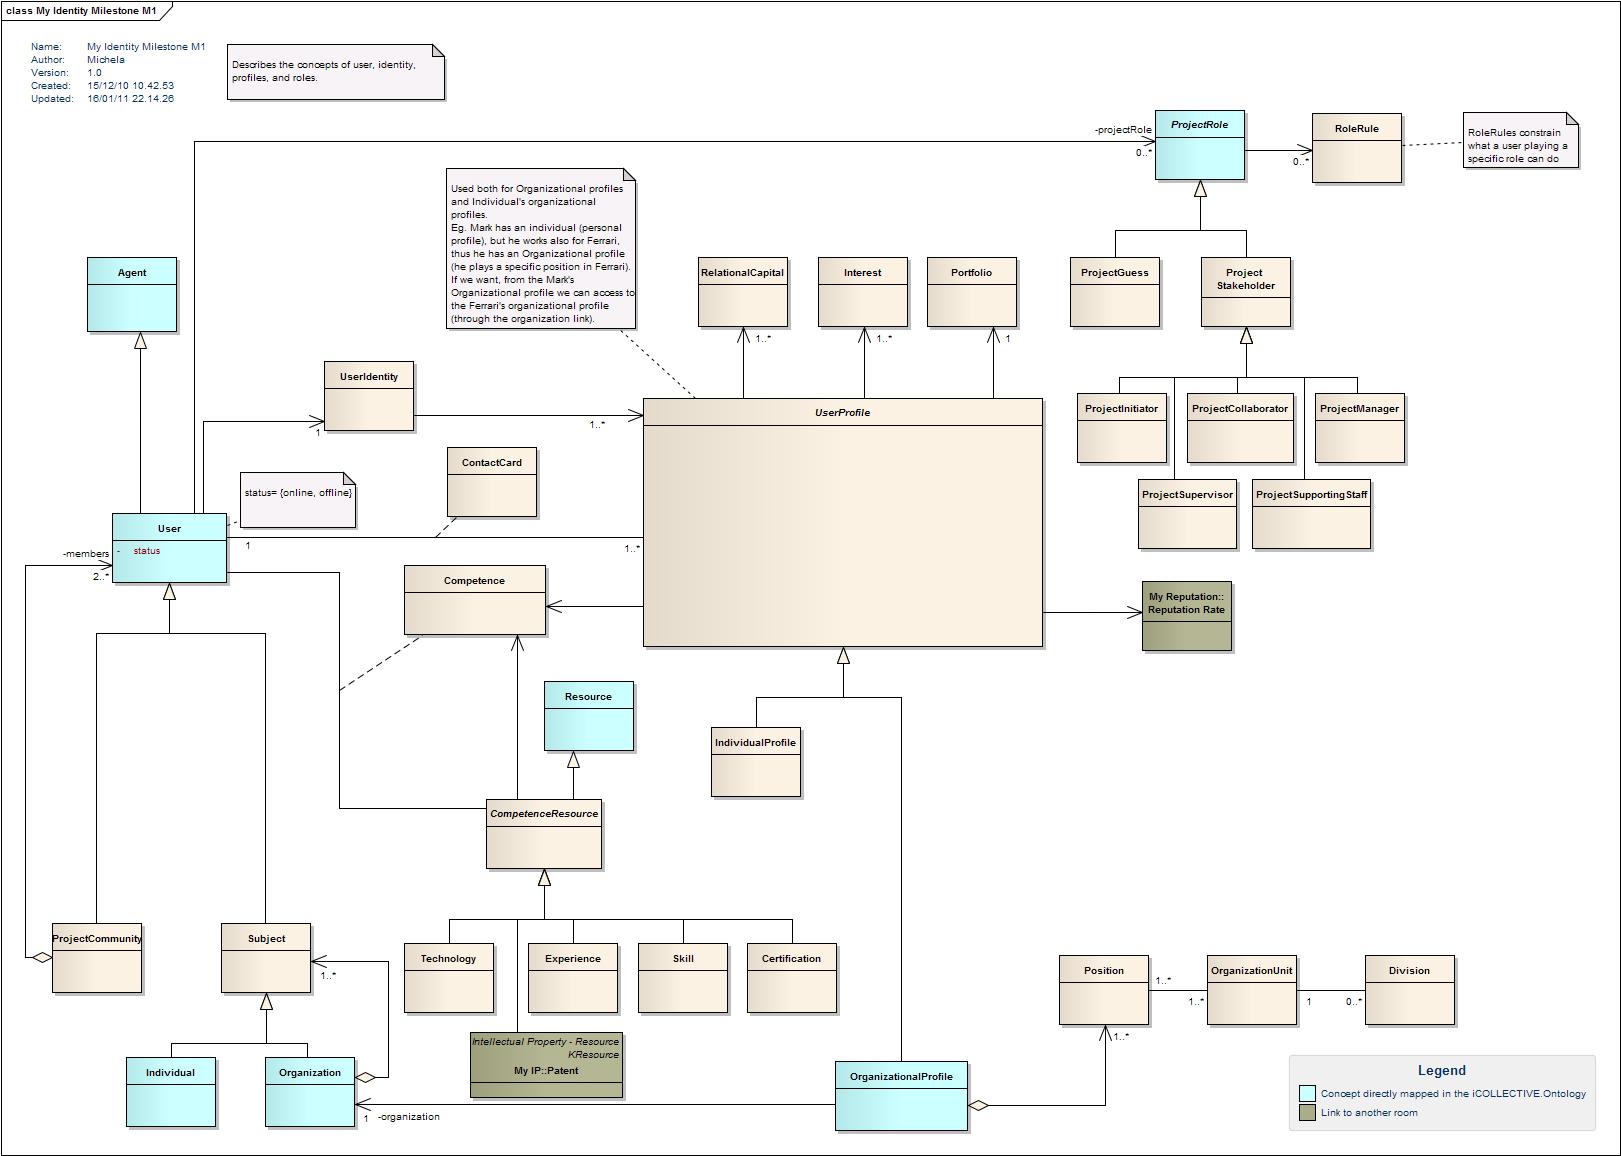 class My Identity Milestone M1
Name: My Identity Milestone M1
Author: Michela
Version: 1.0
Created: 15/12/10 10.42.53
Updated: 16/01/11 22.14.26
Describes the concepts of user, identity,
profiles, and roles.
-projectRole
0..*
ProjectRole
0..*
RoleRule
RoleRules constrain
what a user playing a
specific role can do
Used both for Organizational profiles
and Individual's organizational
profiles.
Eg. Mark has an individual (personal
profile), but he works also for Ferrari,
thus he has an Organizational profile
(he plays a specific position in Ferrari).
If we want, from the Mark's
Organizational profile we can access to
the Ferrari's organizational profile
(through the organization link).
Agent
RelationalCapital
Interest
Portfolio
ProjectGuess
Project
Stakeholder
1..*
1..*
1
UserIdentity
1
1..*
UserProfile
ProjectInitiator
ProjectCollaborator
ProjectManager
ContactCard
status= {online, offline}
ProjectSupervisor
ProjectSupportingStaff
User
- status
-members
2..*
1
1..*
Competence
My Reputation::
Reputation Rate
Resource
IndividualProfile
CompetenceResource
ProjectCommunity
Subject
1..*
Technology
Experience
Skill
Certification
Position
1..*
1..*
OrganizationUnit
1
0..*
Division
1..*
Intellectual Property - Resource
KResource
My IP::Patent
Individual
Organization
1
-organization
OrganizationalProfile
Legend
Concept directly mapped in the iCOLLECTIVE.Ontology
Link to another room